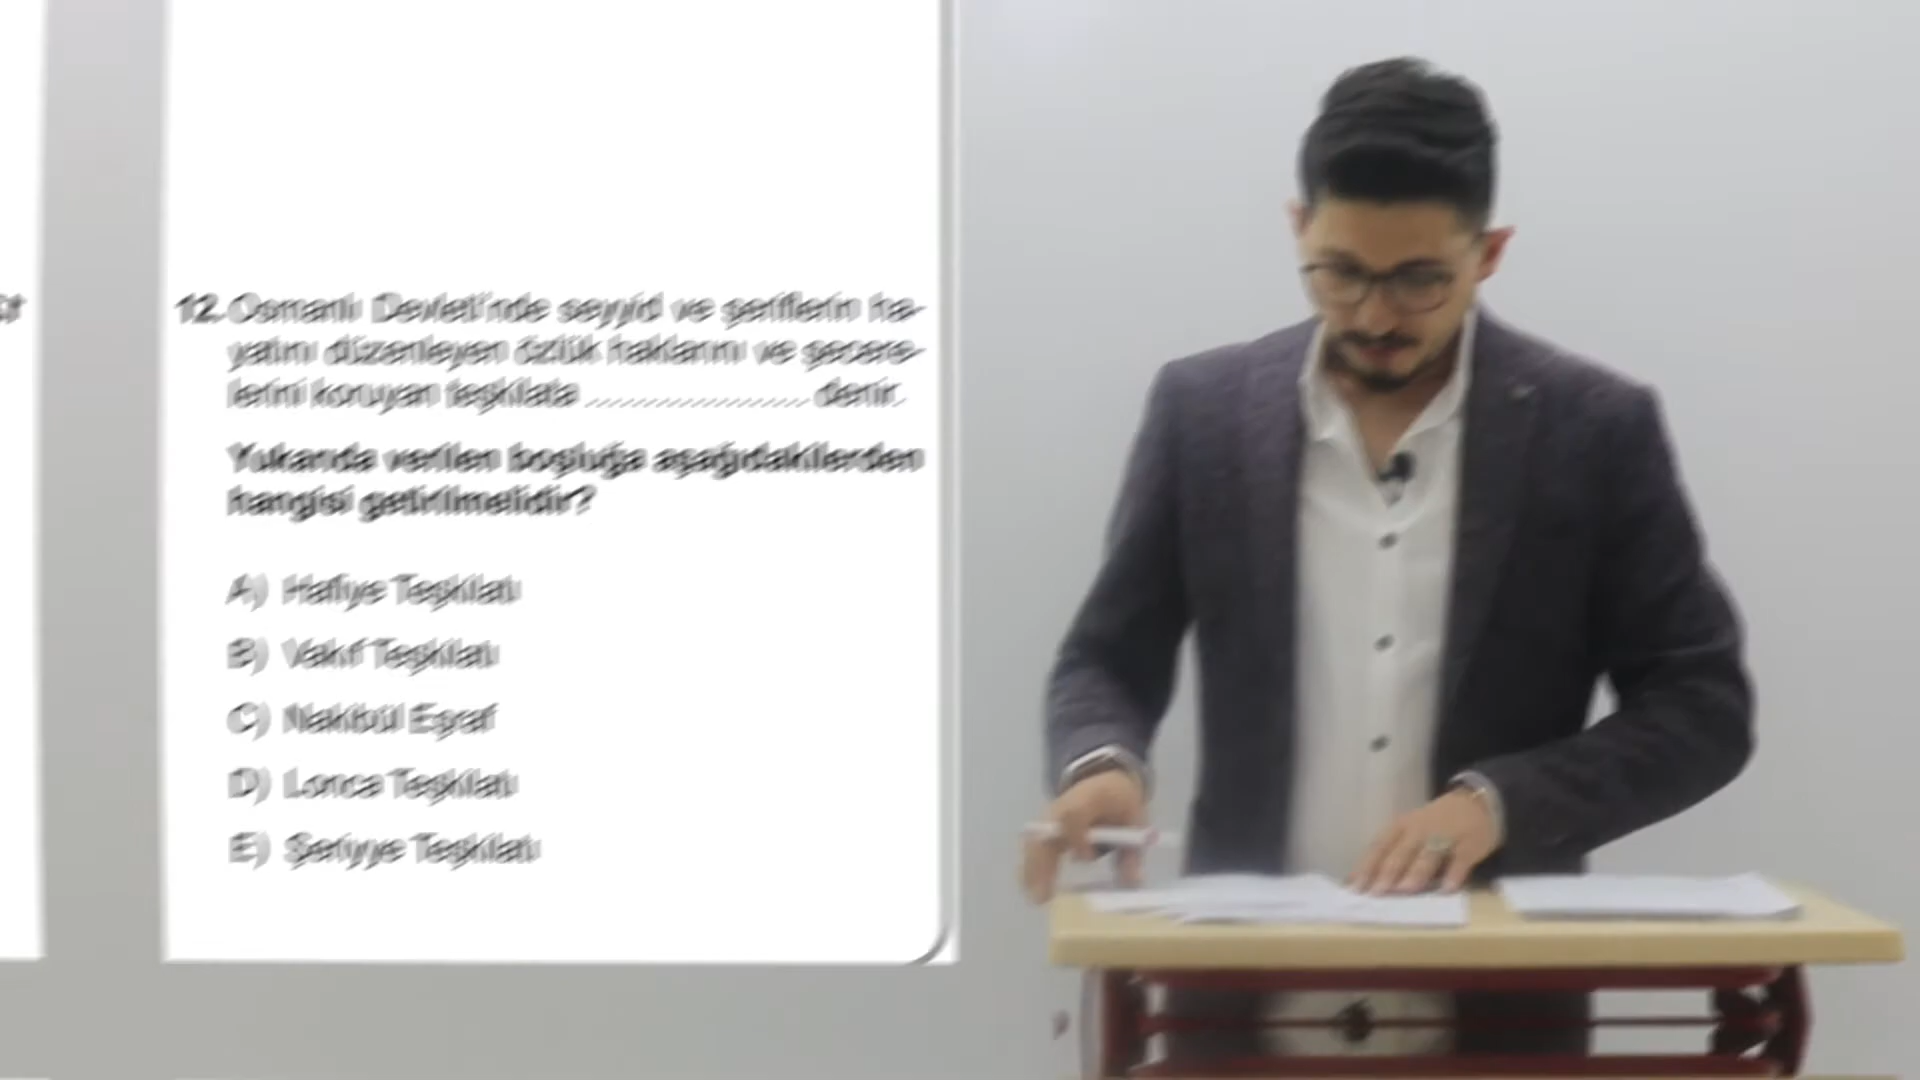 12. Osmanlı Devleti'nde seyyid ve şeriflerin ha-
yatını düzenleyen özlük haklarını ve şecere-
lerini koruyan teşkilata .................... denir.
Yukarıda verilen boşluğa aşağıdakilerden
hangisi getirilmelidir?
A) Hafiye Teşkilatı
B) Vakıf Teşkilatı
C) Nakibül Eşraf
D) Lonca Teşkilatı
E) Şeriyye Teşkilatı